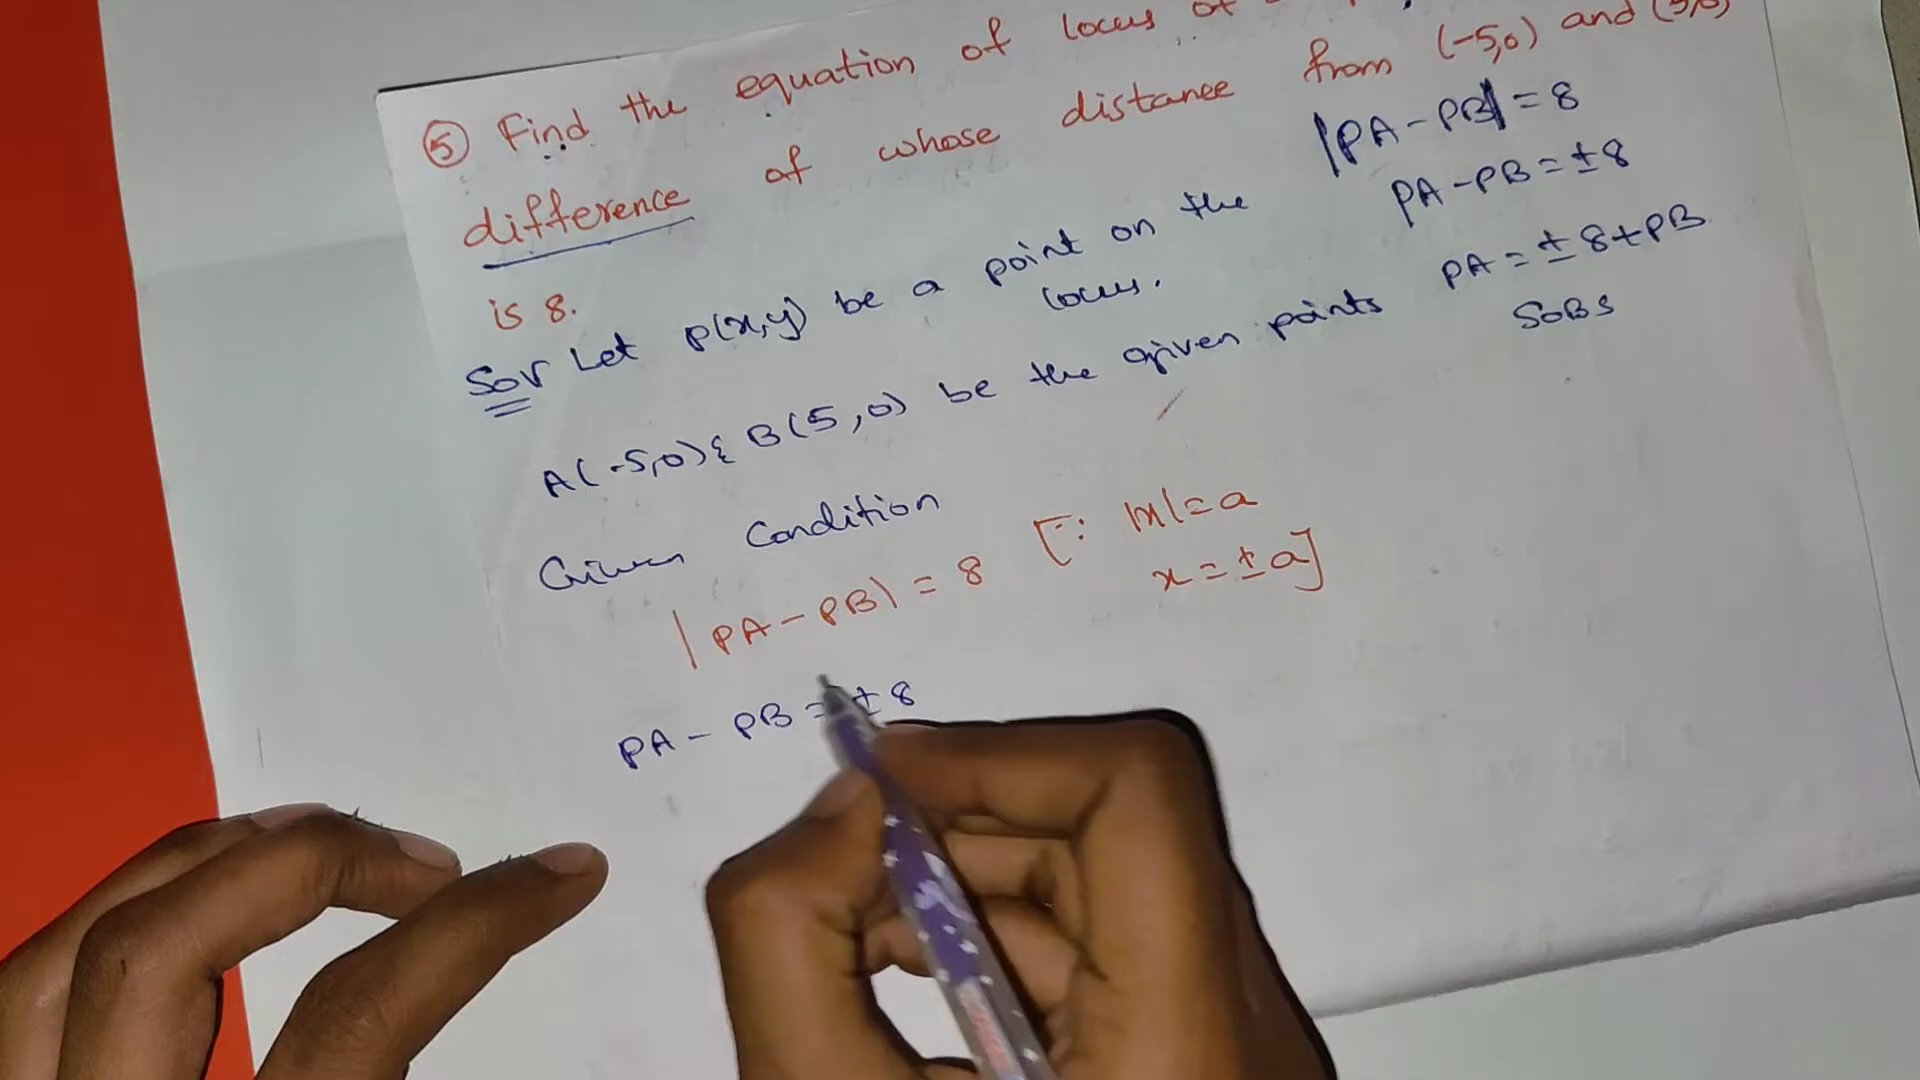 ⑤ Find the equation of locus of
difference of whose distance from (-5,0) and (5,0)
is 8.
Sol Let P(x,y) be a point on the
locus.
A(-5,0) & B(5,0) be the given points
Given Condition
|PA-PB| = 8 [∵ |x|=a
x=±a]
PA - PB = ±8
|PA-PB| = 8
PA-PB = ±8
PA = ±8+PB
SOBS